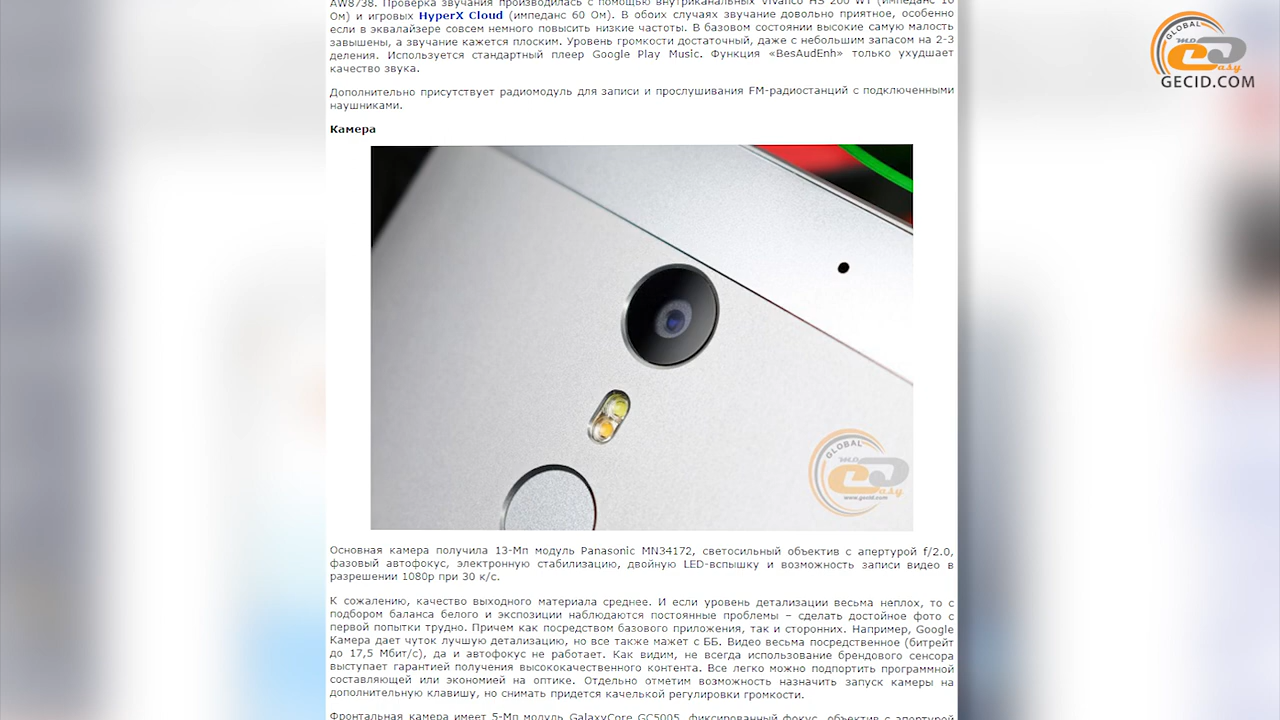 AW8738. Проверка звучания производилась с помощью внутриканальных Vivanco HS 200 WT (импеданс 16
Ом) и игровых HyperX Cloud (импеданс 60 Ом). В обоих случаях звучание довольно приятное, особенно
если в эквалайзере совсем немного повысить низкие частоты. В базовом состоянии высокие самую малость
завышены, а звучание кажется плоским. Уровень громкости достаточный, даже с небольшим запасом на 2-3
деления. Используется стандартный плеер Google Play Music. Функция «BesAudEnh» только ухудшает
качество звука.
Дополнительно присутствует радиомодуль для записи и прослушивания FM-радиостанций с подключенными
наушниками.
Камера
GLOBAL
easy
www.gecid.com
Основная камера получила 13-Мп модуль Panasonic MN34172, светосильный объектив с апертурой f/2.0,
фазовый автофокус, электронную стабилизацию, двойную LED-вспышку и возможность записи видео в
разрешении 1080p при 30 к/с.
К сожалению, качество выходного материала среднее. И если уровень детализации весьма неплох, то с
подбором баланса белого и экспозиции наблюдаются постоянные проблемы – сделать достойное фото с
первой попытки трудно. Причем как посредством базового приложения, так и сторонних. Например, Google
Камера дает чуток лучшую детализацию, но все также мажет с ББ. Видео весьма посредственное (битрейт
до 17,5 Мбит/с), да и автофокус не работает. Как видим, не всегда использование брендового сенсора
выступает гарантией получения высококачественного контента. Все легко можно подпортить программной
составляющей или экономией на оптике. Отдельно отметим возможность назначить запуск камеры на
дополнительную клавишу, но снимать придется качелькой регулировки громкости.
Фронтальная камера имеет 5-Мп модуль GalaxyCore GC5005, фиксированный фокус, объектив с апертурой
GLOBAL
easy
GECID.COM